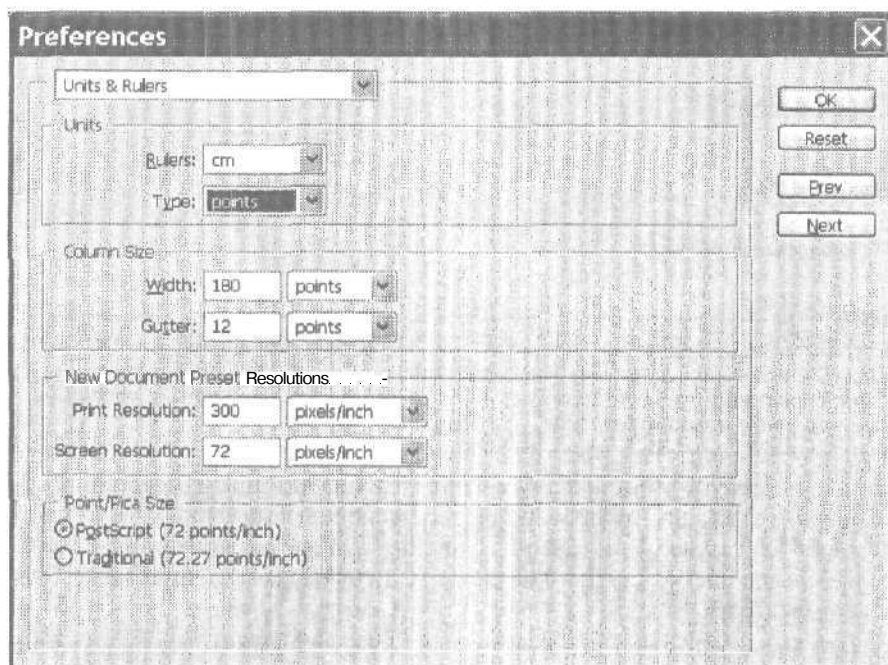 Preferences
Units & Rulers
OK
Reset
Prev
Next
Units
Rulers: cm
Type: points
Column Size
Width: 180 points
Gutter: 12 points
New Document Preset Resolutions
Print Resolution: 300 pixels/inch
Screen Resolution: 72 pixels/inch
Point/Pica Size
PostScript (72 points/inch)
Traditional (72.27 points/inch)